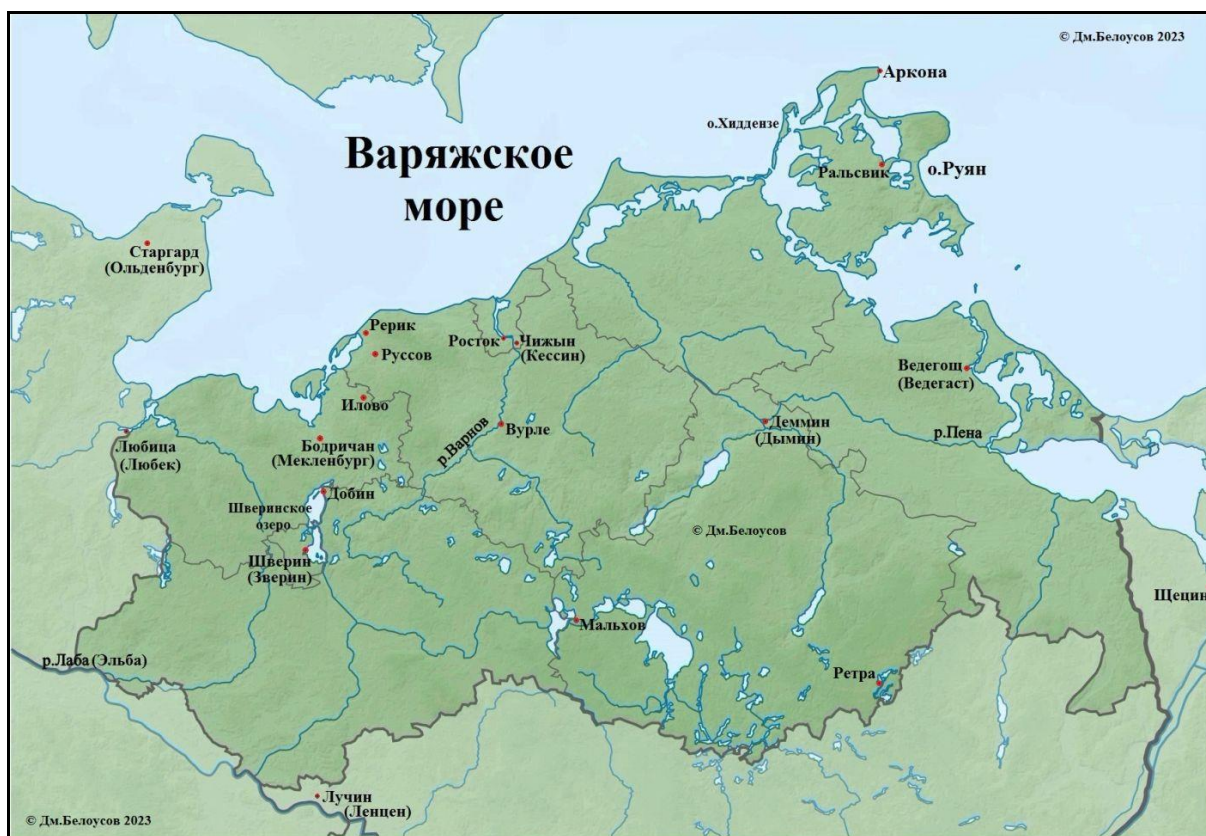 © Дм.Белоусов 2023
Аркона
о.Хиддензе
Варяжское
море
Ральсвик
о.Руян
Старгард
(Ольденбург)
Рерик
Росток
Чижын
(Кессин)
Руссов
Ведегощ
(Ведегаст)
Илово
Любица
(Любек)
Бодричан
(Мекленбург)
р.Варнов
Вурле
Деммин
(Дымин)
р.Пена
Добин
Шверинское
озеро
© Дм.Белоусов
Шверин
(Зверин)
Щецин
Мальхов
р.Лаба (Эльба)
Ретра
Лучин
(Ленцен)
© Дм.Белоусов 2023